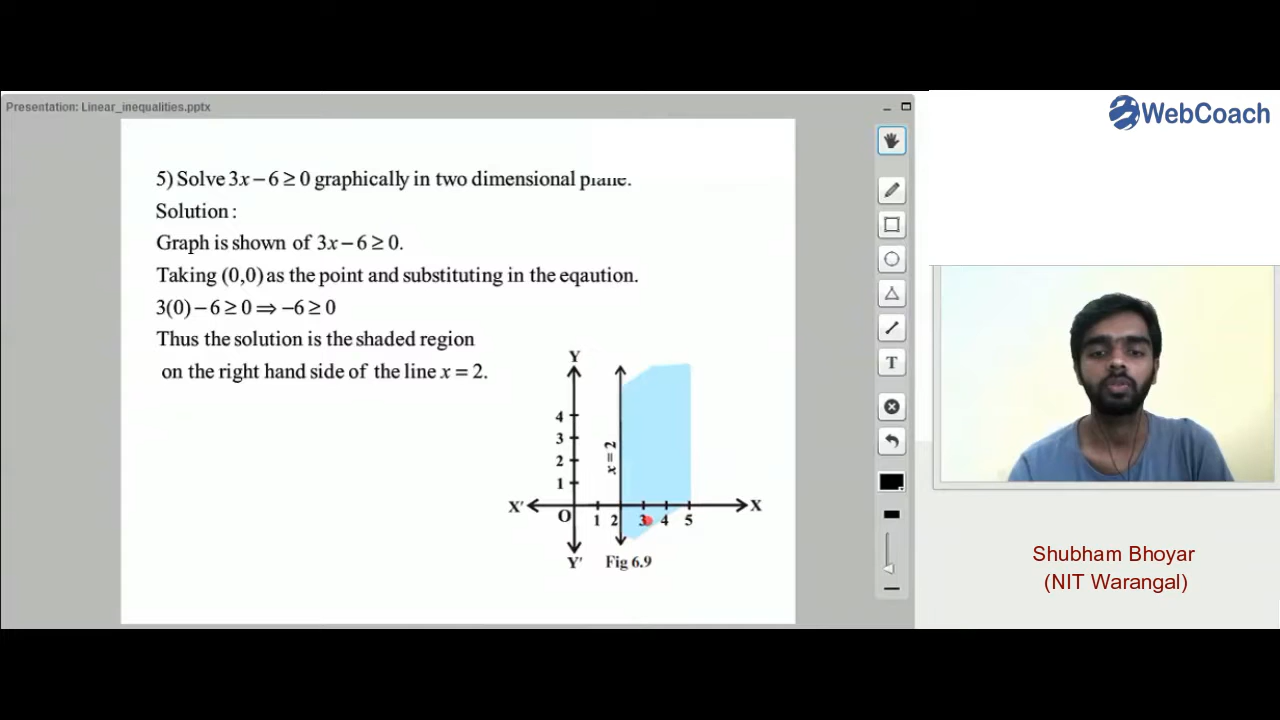 Presentation: Linear_inequalities.pptx
WebCoach
5) Solve 3x − 6 ≥ 0 graphically in two dimensional plane.
Solution :
Graph is shown of 3x − 6 ≥ 0.
Taking (0,0) as the point and substituting in the eqaution.
3(0) − 6 ≥ 0 ⇒ −6 ≥ 0
Thus the solution is the shaded region
on the right hand side of the line x = 2.
Y
4
3
2
1
x = 2
X′ O 1 2 3 4 5 X
Y′ Fig 6.9
T
Shubham Bhoyar
(NIT Warangal)